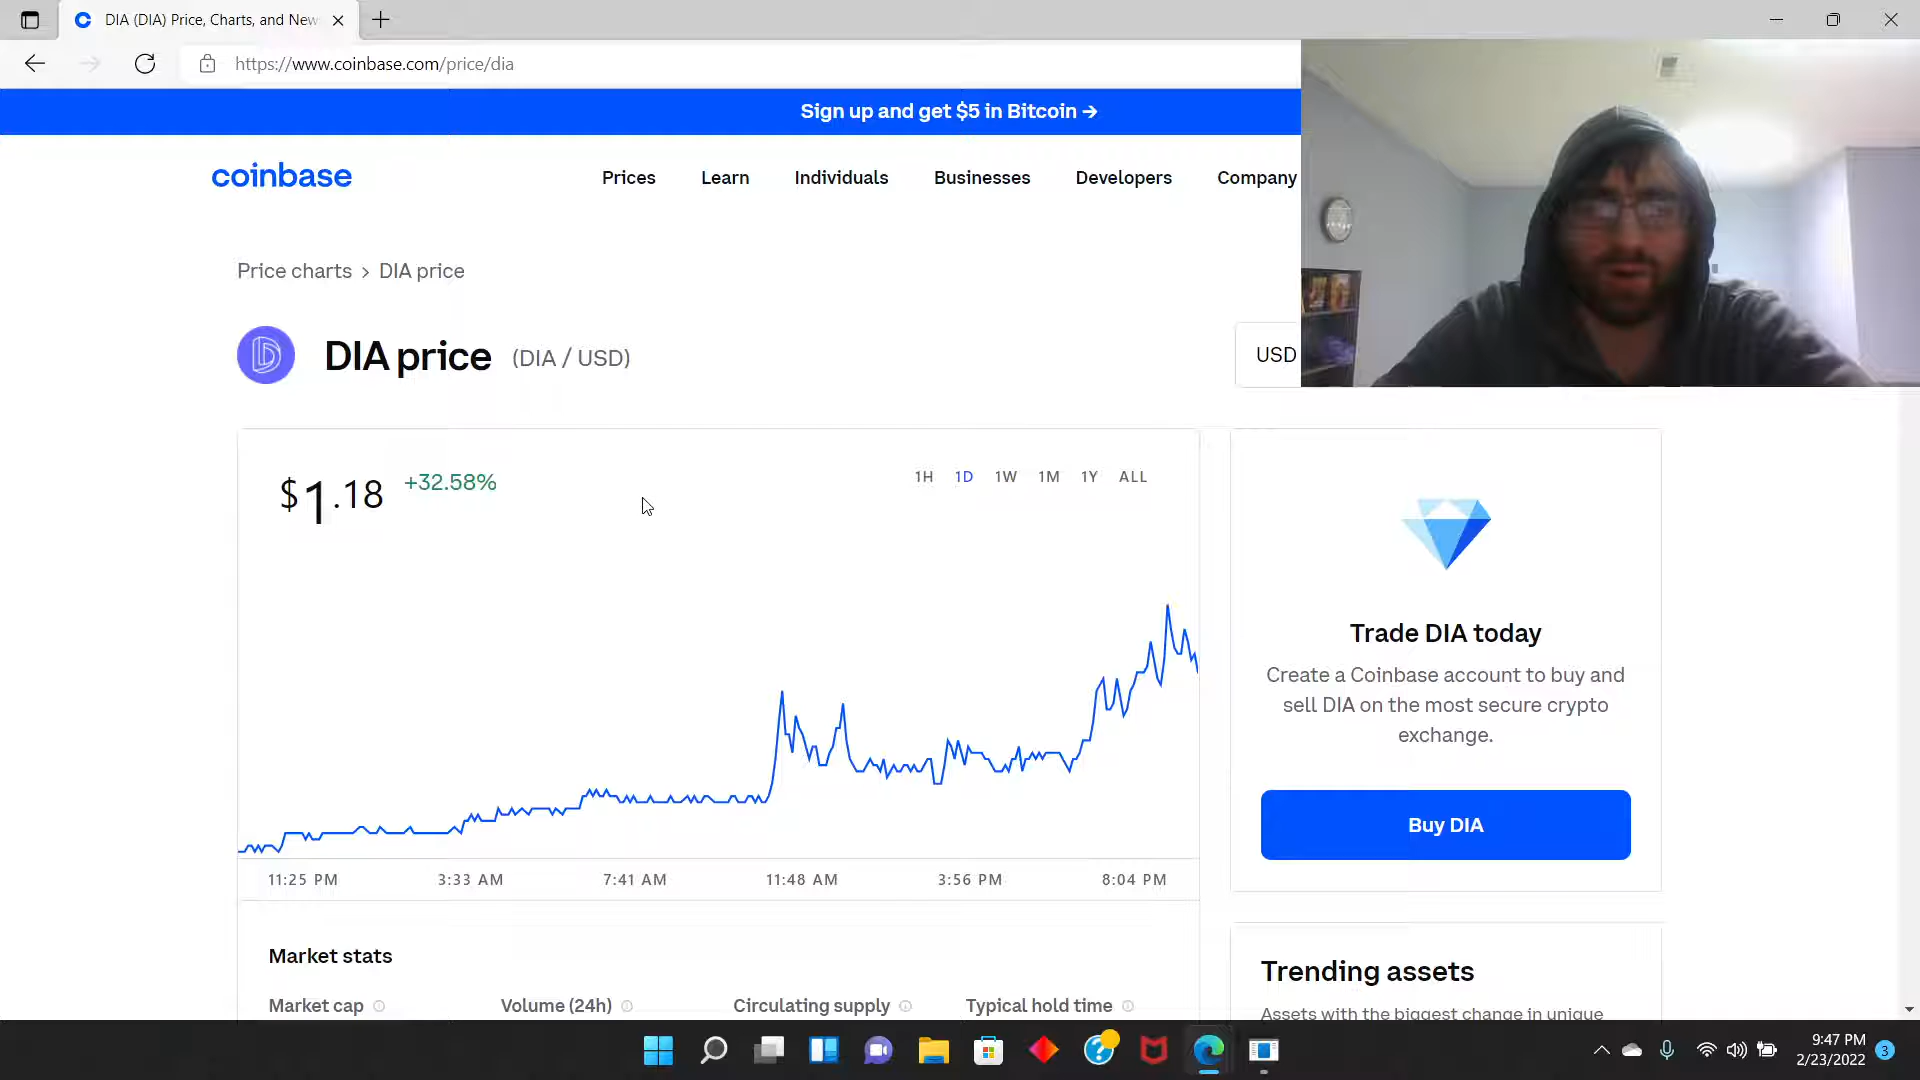 DIA (DIA) Price, Charts, and New
https://www.coinbase.com/price/dia
Sign up and get $5 in Bitcoin →
coinbase
Prices
Learn
Individuals
Businesses
Developers
Company
Price charts > DIA price
DIA price (DIA / USD)
USD
$1.18 +32.58%
1H 1D 1W 1M 1Y ALL
11:25 PM 3:33 AM 7:41 AM 11:48 AM 3:56 PM 8:04 PM
Trade DIA today
Create a Coinbase account to buy and
sell DIA on the most secure crypto
exchange.
Buy DIA
Market stats
Market cap
Volume (24h)
Circulating supply
Typical hold time
Trending assets
Assets with the biggest change in unique
9:47 PM
2/23/2022
3